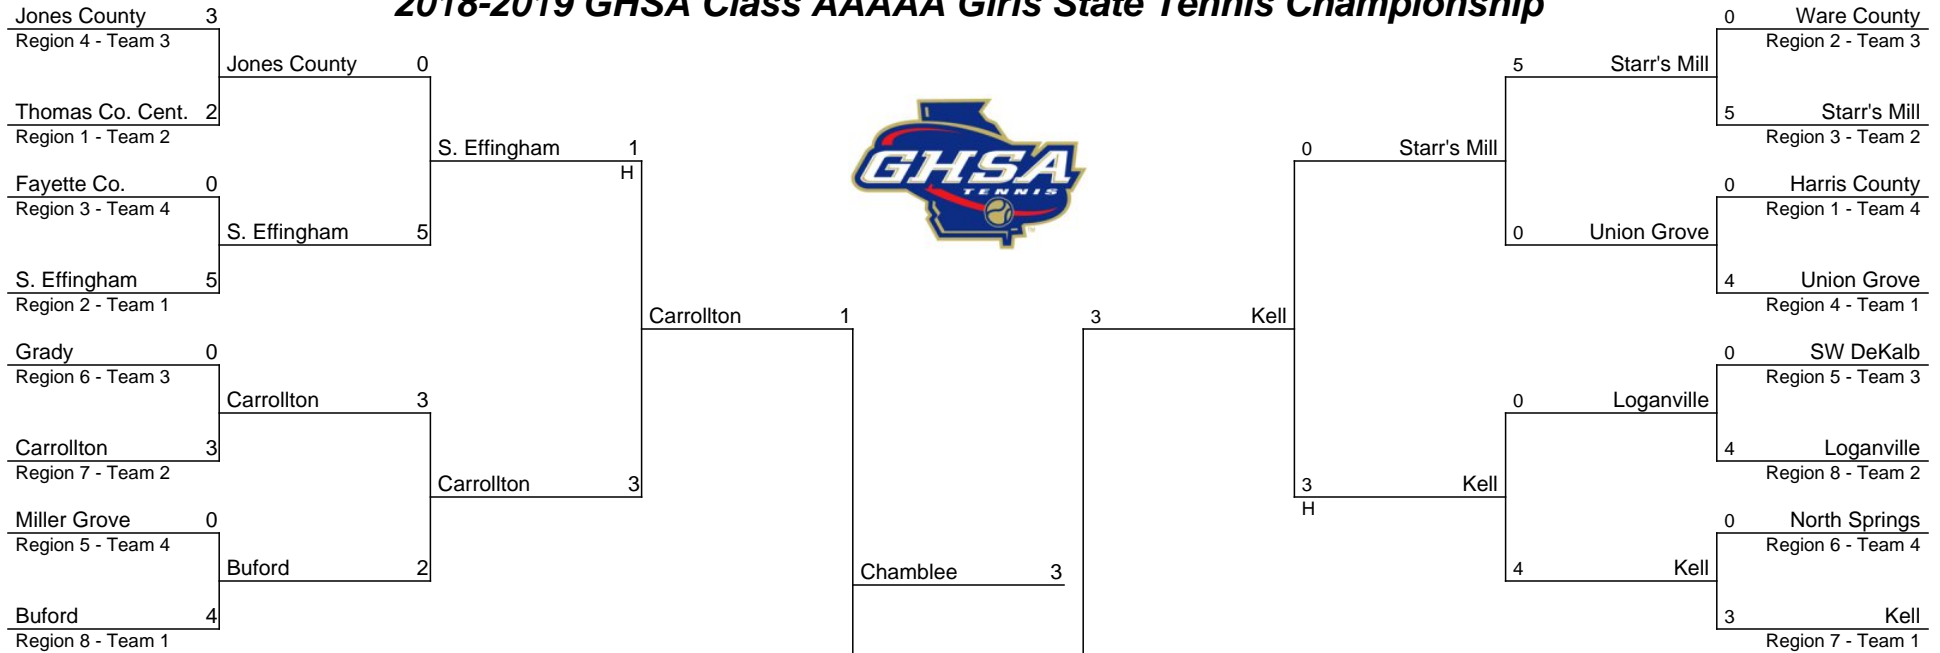 2018-2019 GHSA Class AAAAA Girls State Tennis Championship
Jones County 3
Region 4 - Team 3
Thomas Co. Cent. 2
Region 1 - Team 2
Fayette Co. 0
Region 3 - Team 4
S. Effingham 5
Region 2 - Team 1
Grady 0
Region 6 - Team 3
Carrollton 3
Region 7 - Team 2
Miller Grove 0
Region 5 - Team 4
Buford 4
Region 8 - Team 1
Jones County 0
S. Effingham 5
Carrollton 3
Buford 2
S. Effingham 1
H
Carrollton 3
Carrollton 1
GHSA
TENNIS
Chamblee 3
3 Kell
0 Starr's Mill
3 Kell
H
5 Starr's Mill
0 Union Grove
0 Loganville
4 Kell
0 Ware County
Region 2 - Team 3
5 Starr's Mill
Region 3 - Team 2
0 Harris County
Region 1 - Team 4
4 Union Grove
Region 4 - Team 1
0 SW DeKalb
Region 5 - Team 3
4 Loganville
Region 8 - Team 2
0 North Springs
Region 6 - Team 4
3 Kell
Region 7 - Team 1